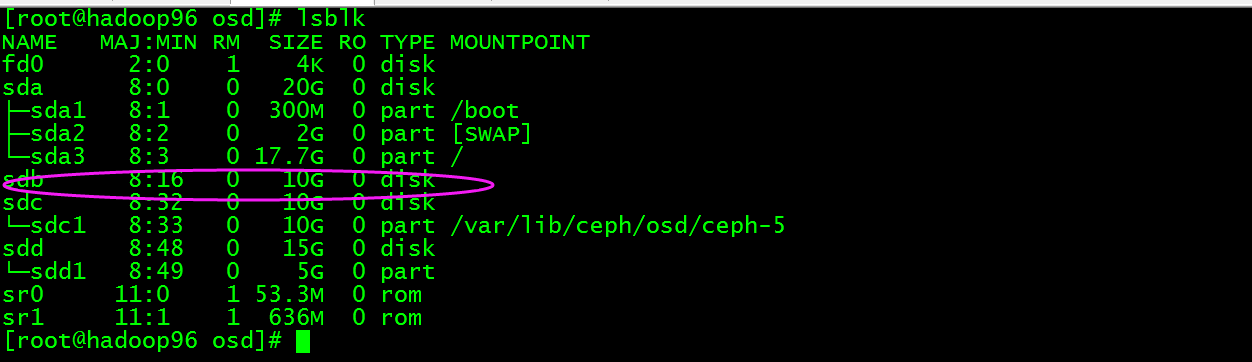 [root@hadoop96 osd]# lsblk
NAME   MAJ:MIN RM  SIZE RO TYPE MOUNTPOINT
fd0      2:0    1    4K  0 disk
sda      8:0    0   20G  0 disk
├─sda1   8:1    0  300M  0 part /boot
├─sda2   8:2    0    2G  0 part [SWAP]
└─sda3   8:3    0 17.7G  0 part /
sdb      8:16   0   10G  0 disk
sdc      8:32   0   10G  0 disk
└─sdc1   8:33   0   10G  0 part /var/lib/ceph/osd/ceph-5
sdd      8:48   0   15G  0 disk
└─sdd1   8:49   0    5G  0 part
sr0     11:0    1 53.3M  0 rom
sr1     11:1    1  636M  0 rom
[root@hadoop96 osd]#